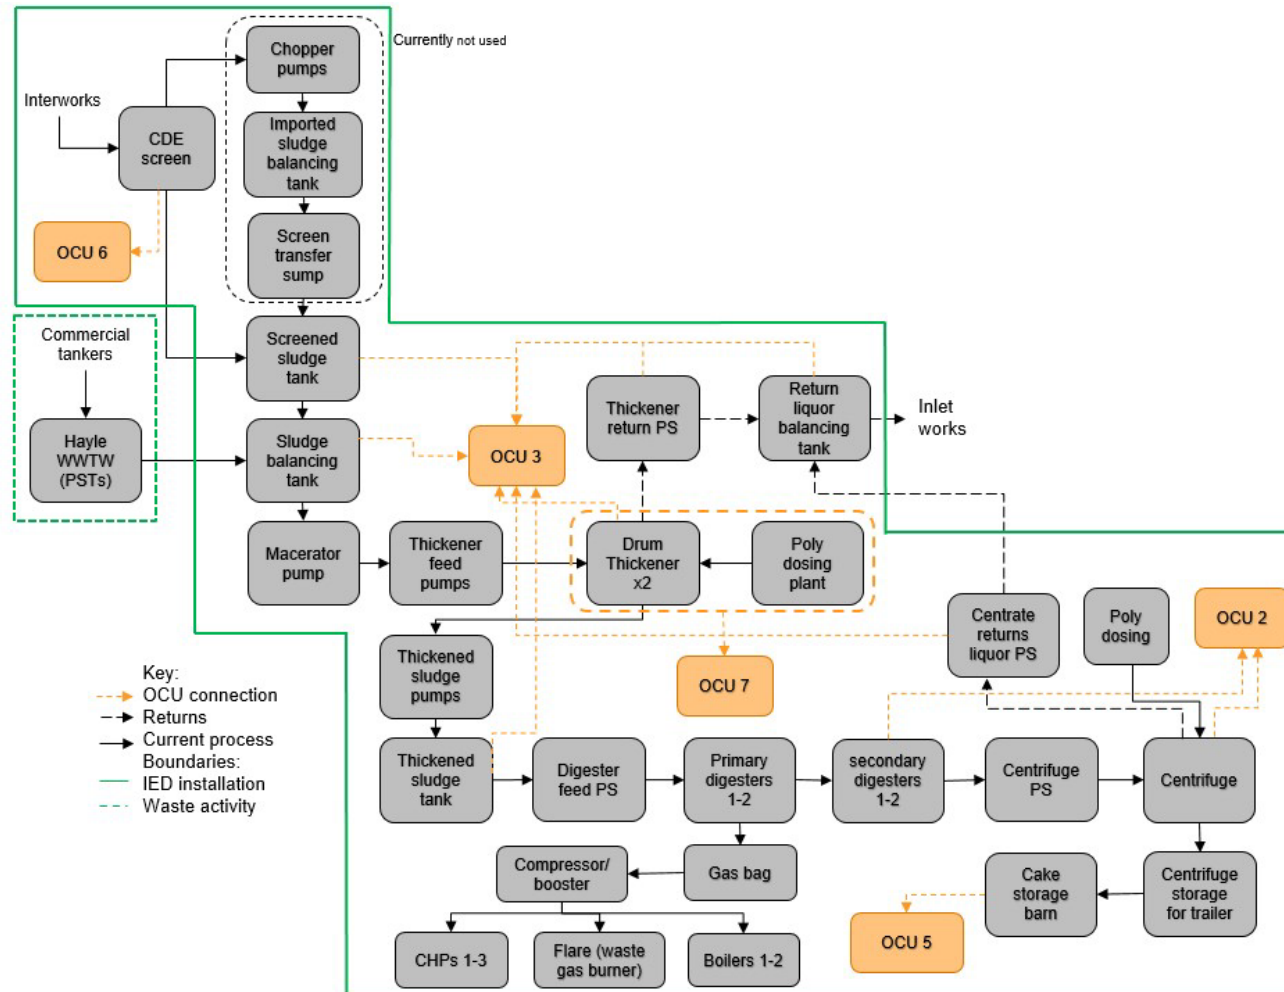 Chopper
pumps
Currently not used
Interworks
CDE
screen
Imported
sludge
balancing
tank
Screen
transfer
sump
OCU 6
Commercial
tankers
Screened
sludge
tank
Thickener
return PS
Return
liquor
balancing
tank
Inlet
works
Hayle
WWTW
(PSTs)
Sludge
balancing
tank
OCU 3
Macerator
pump
Thickener
feed
pumps
Drum
Thickener
x2
Poly
dosing
plant
Centrate
returns
liquor PS
Poly
dosing
OCU 2
Thickened
sludge
pumps
OCU 7
Key:
OCU connection
Returns
Current process
Boundaries:
IED installation
Waste activity
Thickened
sludge
tank
Digester
feed PS
Primary
digesters
1-2
secondary
digesters
1-2
Centrifuge
PS
Centrifuge
Compressor/
booster
Gas bag
Cake
storage
barn
Centrifuge
storage
for trailer
OCU 5
CHPs 1-3
Flare (waste
gas burner)
Boilers 1-2